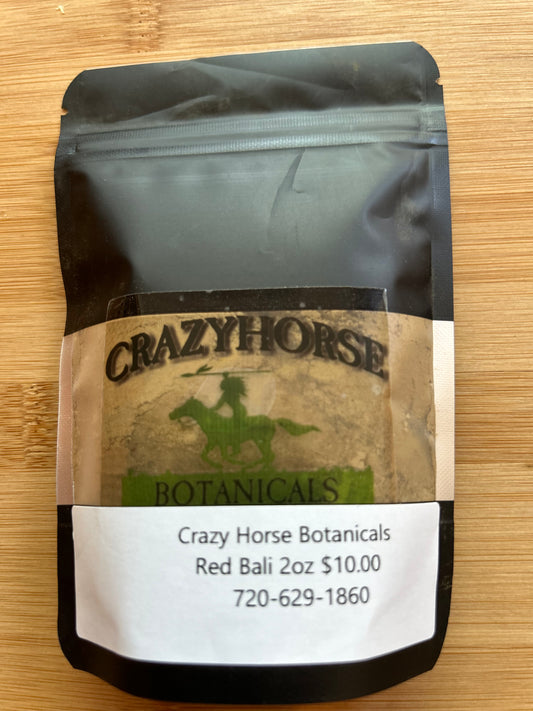 CRAZYHORSE
BOTANICALS
Crazy Horse Botanicals
Red Bali 2oz $10.00
720-629-1860